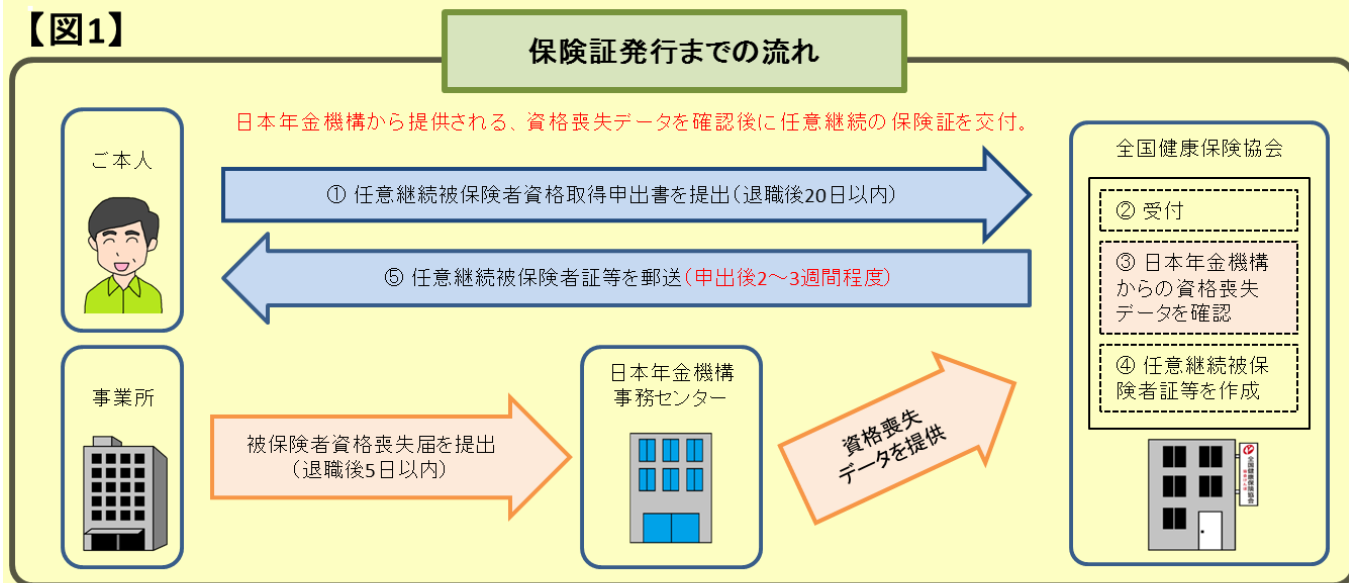 【図1】
保険証発行までの流れ
日本年金機構から提供される、資格喪失データを確認後に任意継続の保険証を交付。
ご本人
① 任意継続被保険者資格取得申出書を提出(退職後20日以内)
⑤ 任意継続被保険者証等を郵送(申出後2～3週間程度)
全国健康保険協会
② 受付
③ 日本年金機構
からの資格喪失
データを確認
④ 任意継続被保
険者証等を作成
事業所
被保険者資格喪失届を提出
(退職後5日以内)
日本年金機構
事務センター
資格喪失
データを提供
全国健康保険協会